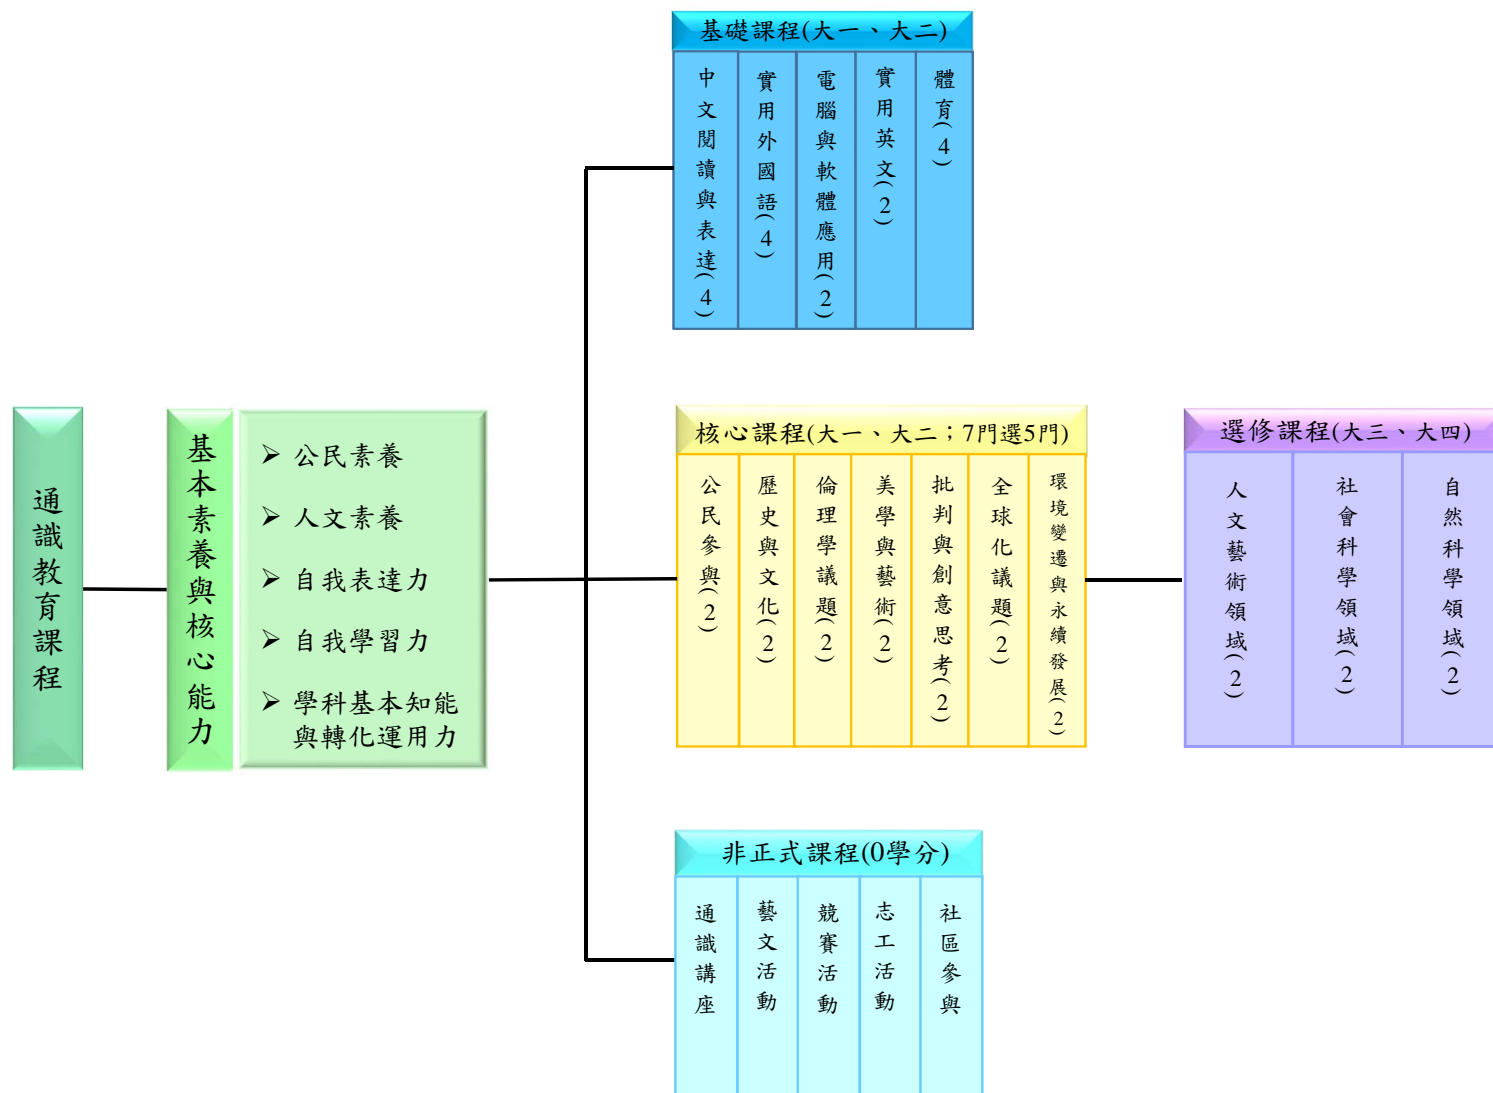 通識教育課程
基本素養與核心能力
➢ 公民素養
➢ 人文素養
➢ 自我表達力
➢ 自我學習力
➢ 學科基本知能
與轉化運用力
基礎課程(大一、大二)
中文閱讀與表達(4)
實用外國語(4)
電腦與軟體應用(2)
實用英文(2)
體育(4)
核心課程(大一、大二；7門選5門)
公民參與(2)
歷史與文化(2)
倫理學議題(2)
美學與藝術(2)
批判與創意思考(2)
全球化議題(2)
環境變遷與永續發展(2)
選修課程(大三、大四)
人文藝術領域(2)
社會科學領域(2)
自然科學領域(2)
非正式課程(0學分)
通識講座
藝文活動
競賽活動
志工活動
社區參與